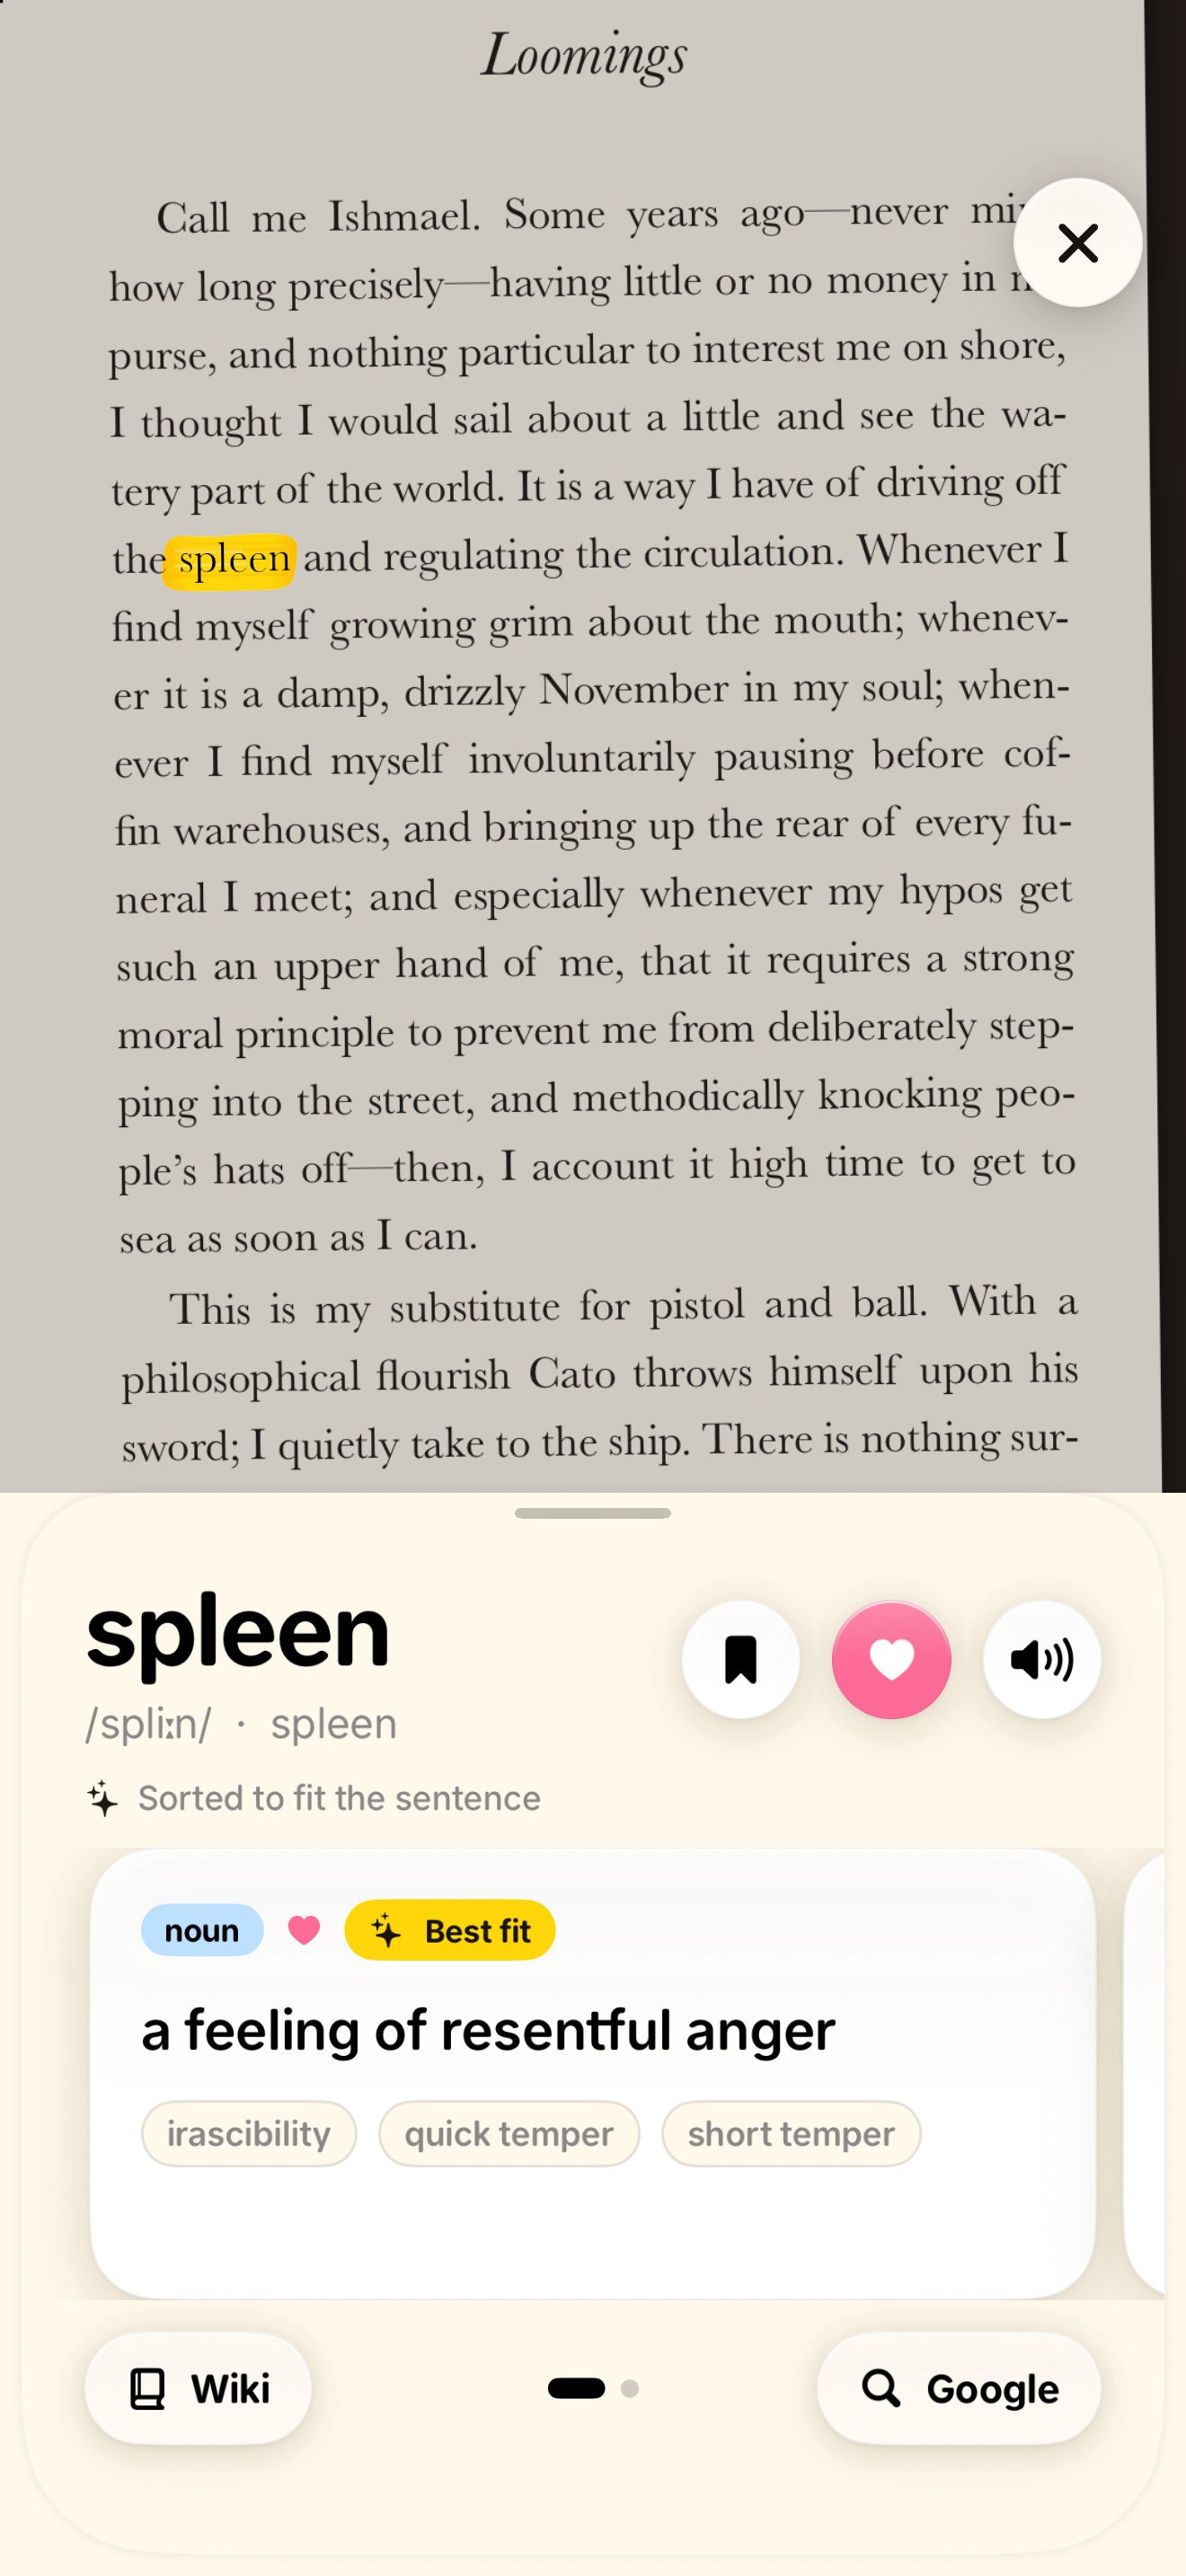 Loomings
Call me Ishmael. Some years ago—never
how long precisely—having little or no money in
purse, and nothing particular to interest me on shore,
I thought I would sail about a little and see the wa-
tery part of the world. It is a way I have of driving off
the spleen and regulating the circulation. Whenever I
find myself growing grim about the mouth; whenev-
er it is a damp, drizzly November in my soul; when-
ever I find myself involuntarily pausing before cof-
fin warehouses, and bringing up the rear of every fu-
neral I meet; and especially whenever my hypos get
such an upper hand of me, that it requires a strong
moral principle to prevent me from deliberately step-
ping into the street, and methodically knocking peo-
ple’s hats off—then, I account it high time to get to
sea as soon as I can.
This is my substitute for pistol and ball. With a
philosophical flourish Cato throws himself upon his
sword; I quietly take to the ship. There is nothing sur-
spleen
/spliːn/ · spleen
Sorted to fit the sentence
noun Best fit
a feeling of resentful anger
irascibility quick temper short temper
Wiki Google